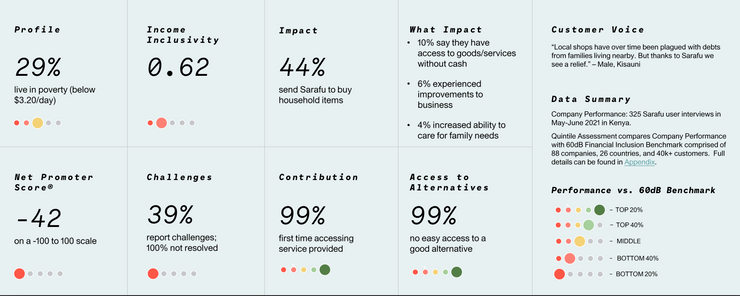 Profile
29%
live in poverty (below
$3.20/day)
Income
Inclusivity
0.62
Impact
44%
send Sarafu to buy
household items
What Impact
• 10% say they have
access to goods/services
without cash
• 6% experienced
improvements to
business
• 4% increased ability to
care for family needs
Net Promoter
Score®
-42
on a -100 to 100 scale
Challenges
39%
report challenges;
100% not resolved
Contribution
99%
first time accessing
service provided
Access to
Alternatives
99%
no easy access to a
good alternative
Customer Voice
“Local shops have over time been plagued with debts
from families living nearby. But thanks to Sarafu we
see a relief.” – Male, Kisauni
Data Summary
Company Performance: 325 Sarafu user interviews in
May-June 2021 in Kenya.
Quintile Assessment compares Company Performance
with 60dB Financial Inclusion Benchmark comprised of
88 companies, 26 countries, and 40k+ customers. Full
details can be found in Appendix.
Performance vs. 60dB Benchmark
– TOP 20%
– TOP 40%
– MIDDLE
– BOTTOM 40%
– BOTTOM 20%